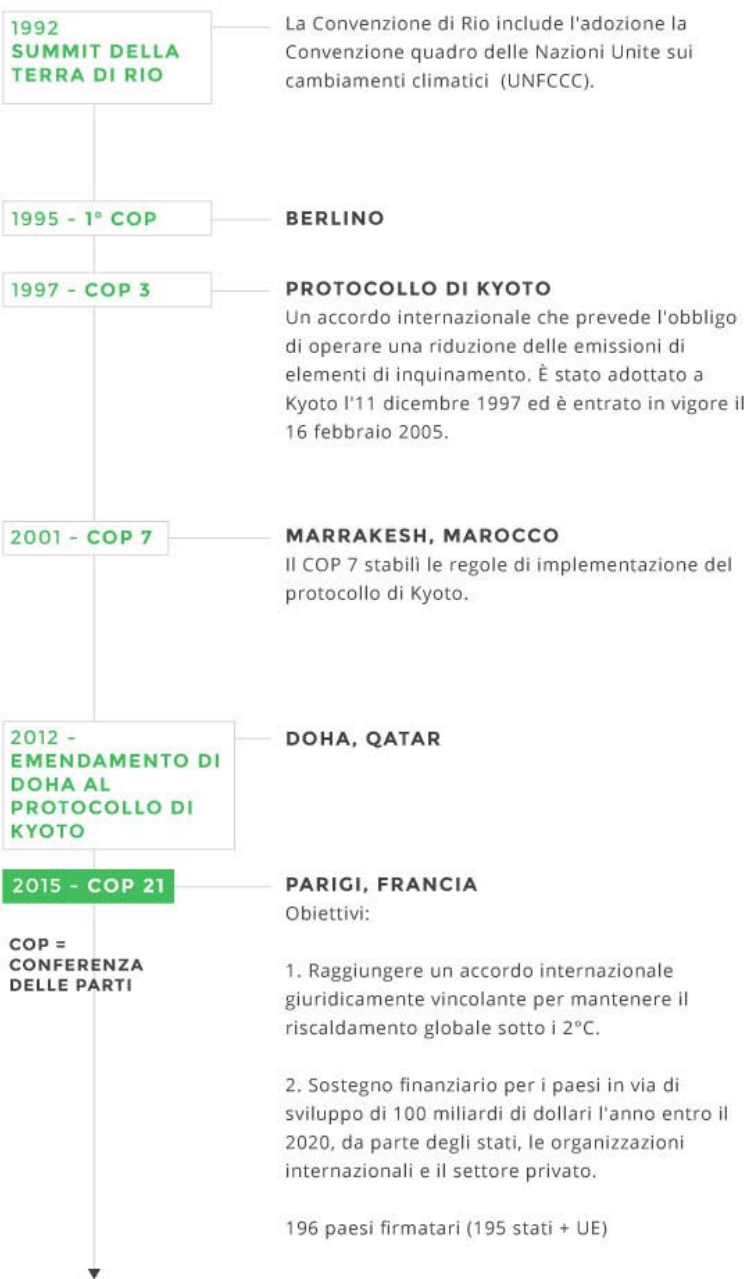 1992
SUMMIT DELLA
TERRA DI RIO
La Convenzione di Rio include l'adozione la
Convenzione quadro delle Nazioni Unite sui
cambiamenti climatici (UNFCCC).
1995 - 1° COP
BERLINO
1997 - COP 3
PROTOCOLLO DI KYOTO
Un accordo internazionale che prevede l'obbligo
di operare una riduzione delle emissioni di
elementi di inquinamento. È stato adottato a
Kyoto l'11 dicembre 1997 ed è entrato in vigore il
16 febbraio 2005.
2001 - COP 7
MARRAKESH, MAROCCO
Il COP 7 stabilì le regole di implementazione del
protocollo di Kyoto.
2012 -
EMENDAMENTO DI
DOHA AL
PROTOCOLLO DI
KYOTO
DOHA, QATAR
2015 - COP 21
COP =
CONFERENZA
DELLE PARTI
PARIGI, FRANCIA
Obiettivi:
1. Raggiungere un accordo internazionale
giuridicamente vincolante per mantenere il
riscaldamento globale sotto i 2°C.
2. Sostegno finanziario per i paesi in via di
sviluppo di 100 miliardi di dollari l'anno entro il
2020, da parte degli stati, le organizzazioni
internazionali e il settore privato.
196 paesi firmatari (195 stati + UE)